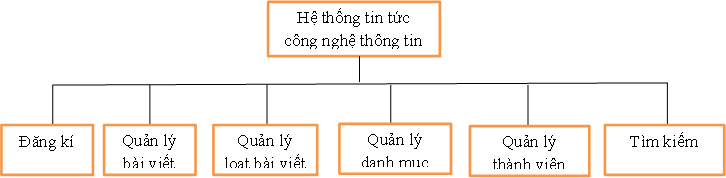 Hệ thống tin tức
công nghệ thông tin
Đăng kí
Quản lý
bài viết
Quản lý
loạt bài viết
Quản lý
danh mục
Quản lý
thành viên
Tìm kiếm